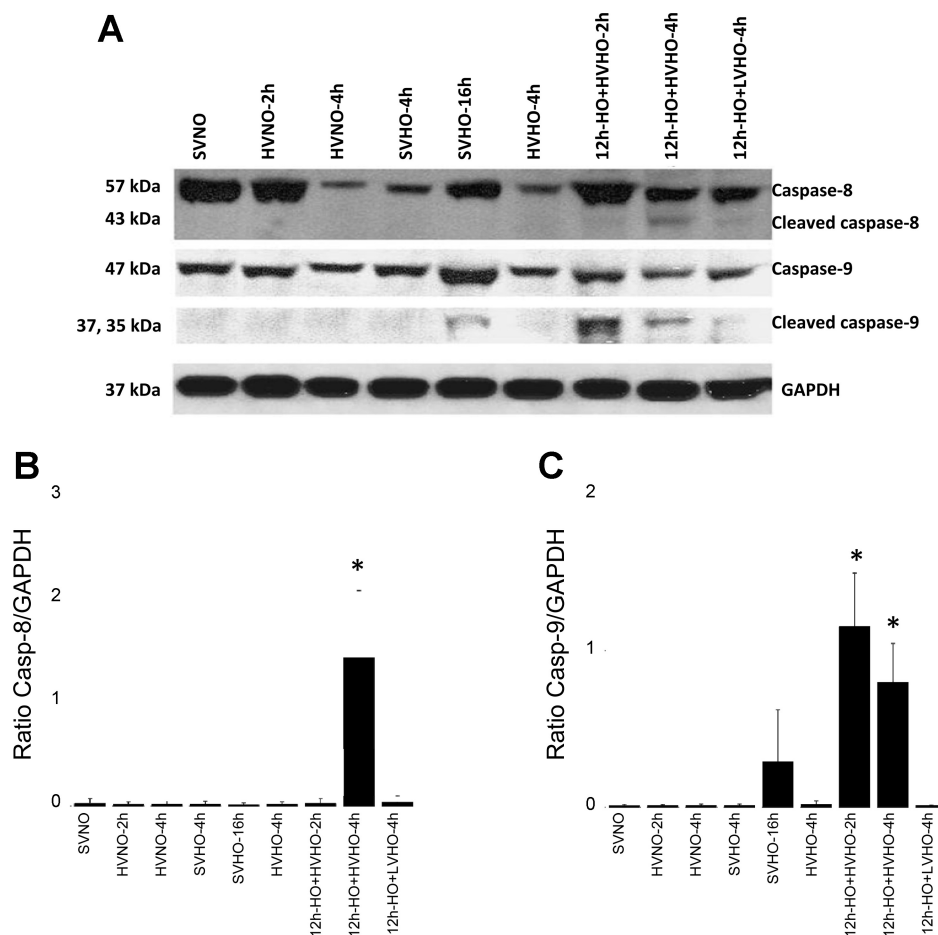 A
SVNO
HVNO-2h
HVNO-4h
SVHO-4h
SVHO-16h
HVHO-4h
12h-HO+HVHO-2h
12h-HO+HVHO-4h
12h-HO+LVHO-4h
57 kDa
Caspase-8
43 kDa
Cleaved caspase-8
47 kDa
Caspase-9
37, 35 kDa
Cleaved caspase-9
37 kDa
GAPDH
B
Ratio Casp-8/GAPDH
3
2
1
0
*
SVNO
HVNO-2h
HVNO-4h
SVHO-4h
SVHO-16h
HVHO-4h
12h-HO+HVHO-2h
12h-HO+HVHO-4h
12h-HO+LVHO-4h
C
Ratio Casp-9/GAPDH
2
1
0
*
*
SVNO
HVNO-2h
HVNO-4h
SVHO-4h
SVHO-16h
HVHO-4h
12h-HO+HVHO-2h
12h-HO+HVHO-4h
12h-HO+LVHO-4h